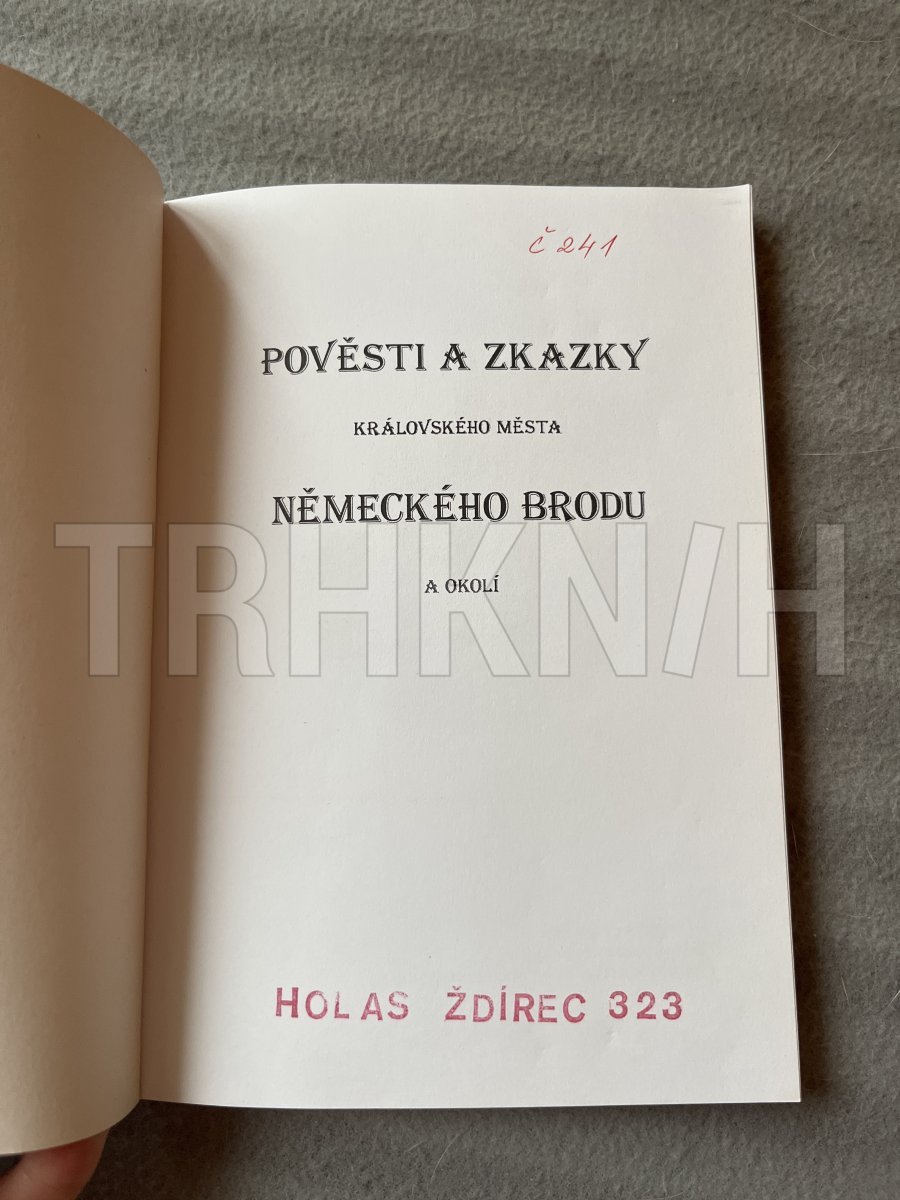 č 241
POVĚSTI A ZKAZKY
KRÁLOVSKÉHO MĚSTA
NĚMECKÉHO BRODU
A OKOLÍ
TRHKNIH
HOLAS ŽDÍREC 323